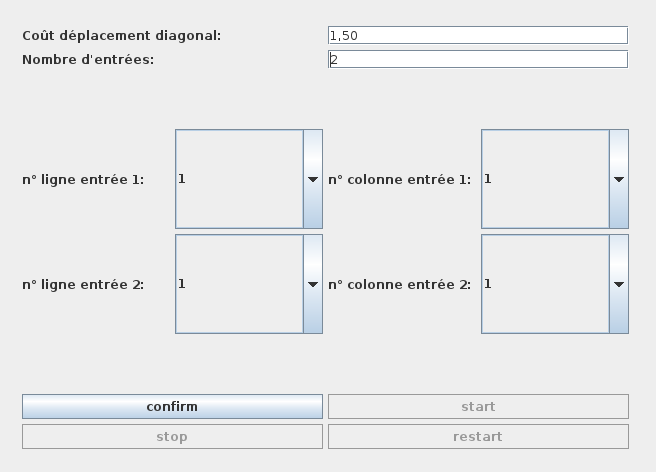 Coût déplacement diagonal: 1,50
Nombre d'entrées: 2
n° ligne entrée 1: 1 n° colonne entrée 1: 1
n° ligne entrée 2: 1 n° colonne entrée 2: 1
confirm start
stop restart